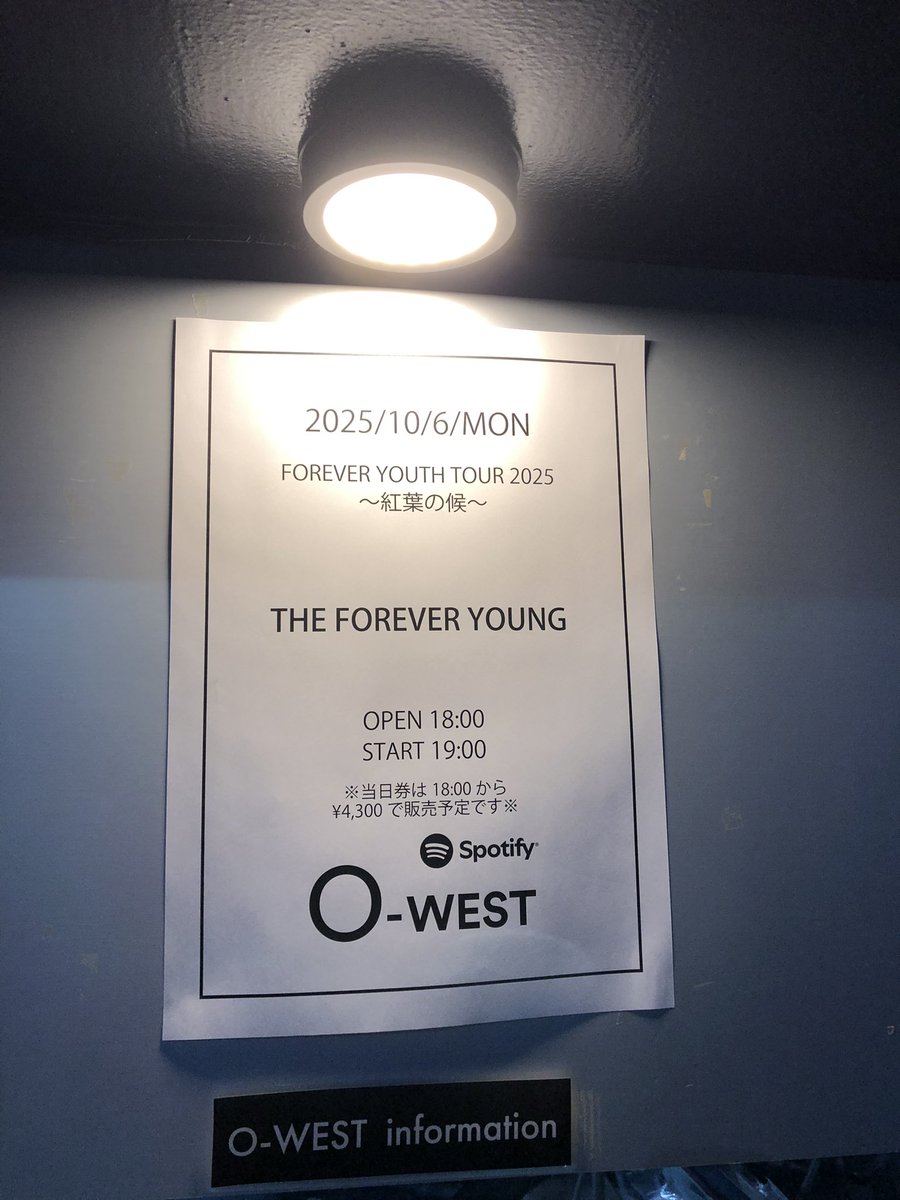 2025/10/6/MON
FOREVER YOUTH TOUR 2025
～紅葉の候～
THE FOREVER YOUNG
OPEN 18:00
START 19:00
※当日券は 18:00 から
¥4,300 で販売予定です※
Spotify
O-WEST
O-WEST information